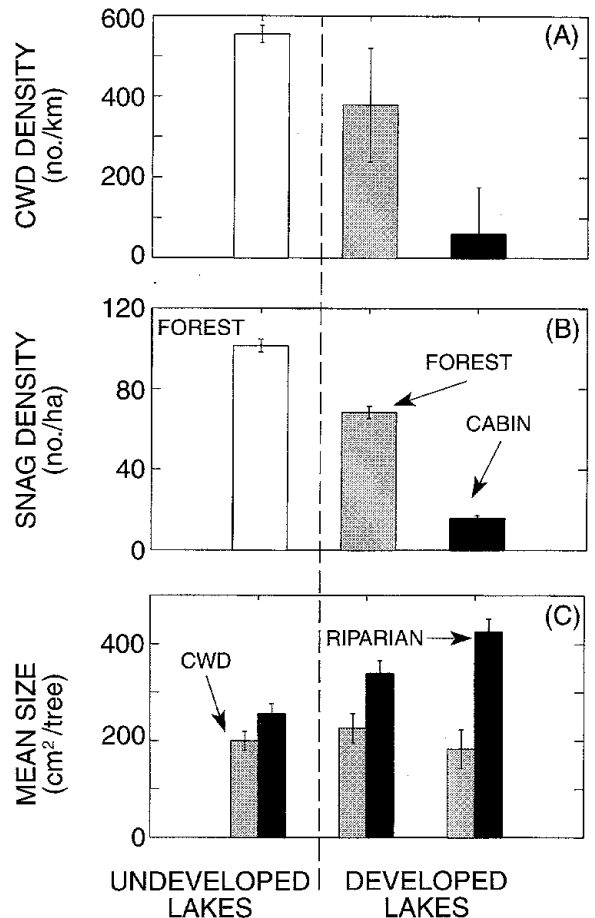 (A)
CWD DENSITY
(no./km)
600
400
200
0
(B)
SNAG DENSITY
(no./ha)
120
80
40
0
FOREST
FOREST
CABIN
(C)
MEAN SIZE
(cm²/tree)
400
200
0
CWD
RIPARIAN
UNDEVELOPED
LAKES
DEVELOPED
LAKES